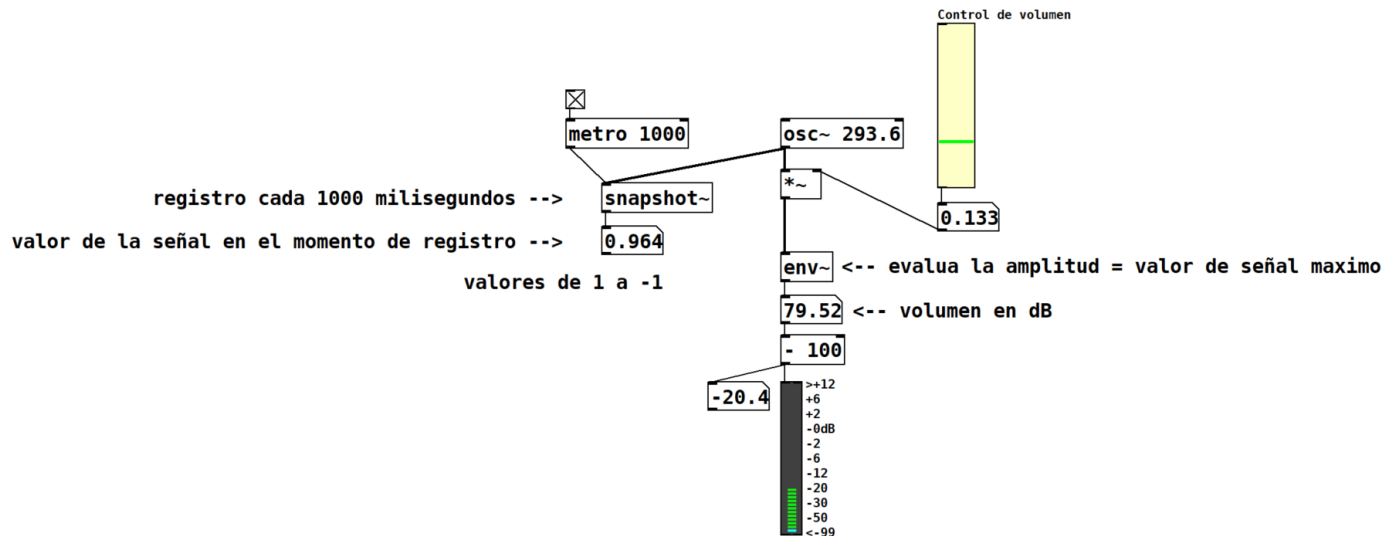 Control de volumen
metro 1000
osc~ 293.6
*~
registro cada 1000 milisegundos -->
snapshot~
0.133
valor de la señal en el momento de registro -->
0.964
env~
<-- evalua la amplitud = valor de señal maximo
valores de 1 a -1
79.52
<-- volumen en dB
- 100
-20.4
>+12
+6
+2
-0dB
-2
-6
-12
-20
-30
-50
<-99